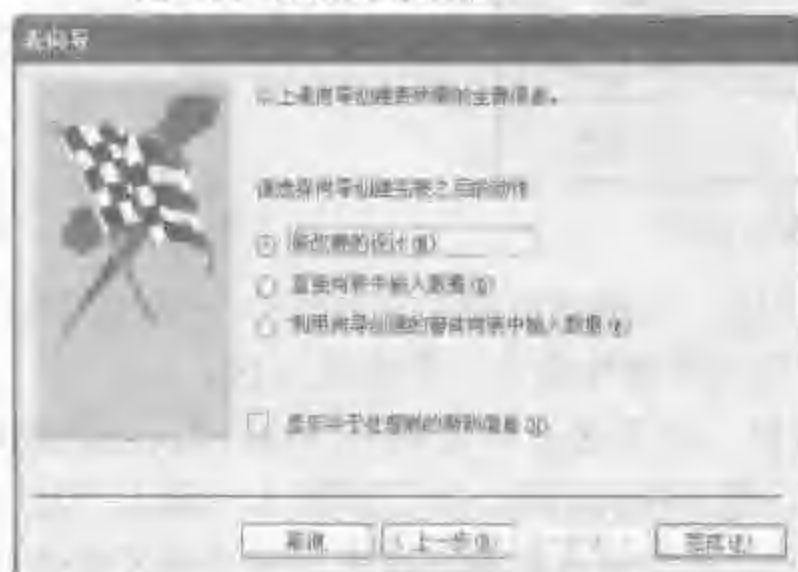 表向导
以上是向导创建表所需的全部信息。
请选择向导创建完表之后的动作
修改表的设计(M)
直接向表中输入数据(D)
利用向导创建的窗体向表中输入数据(F)
显示关于处理表的帮助信息(H)
取消
<上一步(B)
完成(F)